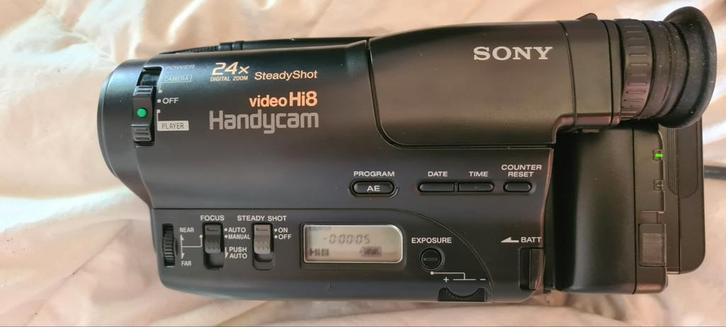 SONY
24x SteadyShot
DIGITAL ZOOM
video Hi8
Handycam
POWER
CAMERA
OFF
PLAYER
PROGRAM
AE
DATE
TIME
COUNTER
RESET
FOCUS
STEADY SHOT
NEAR
FAR
AUTO
MANUAL
PUSH
AUTO
ON
OFF
-0:00:05
Hi8
EXPOSURE
+ -
BATT